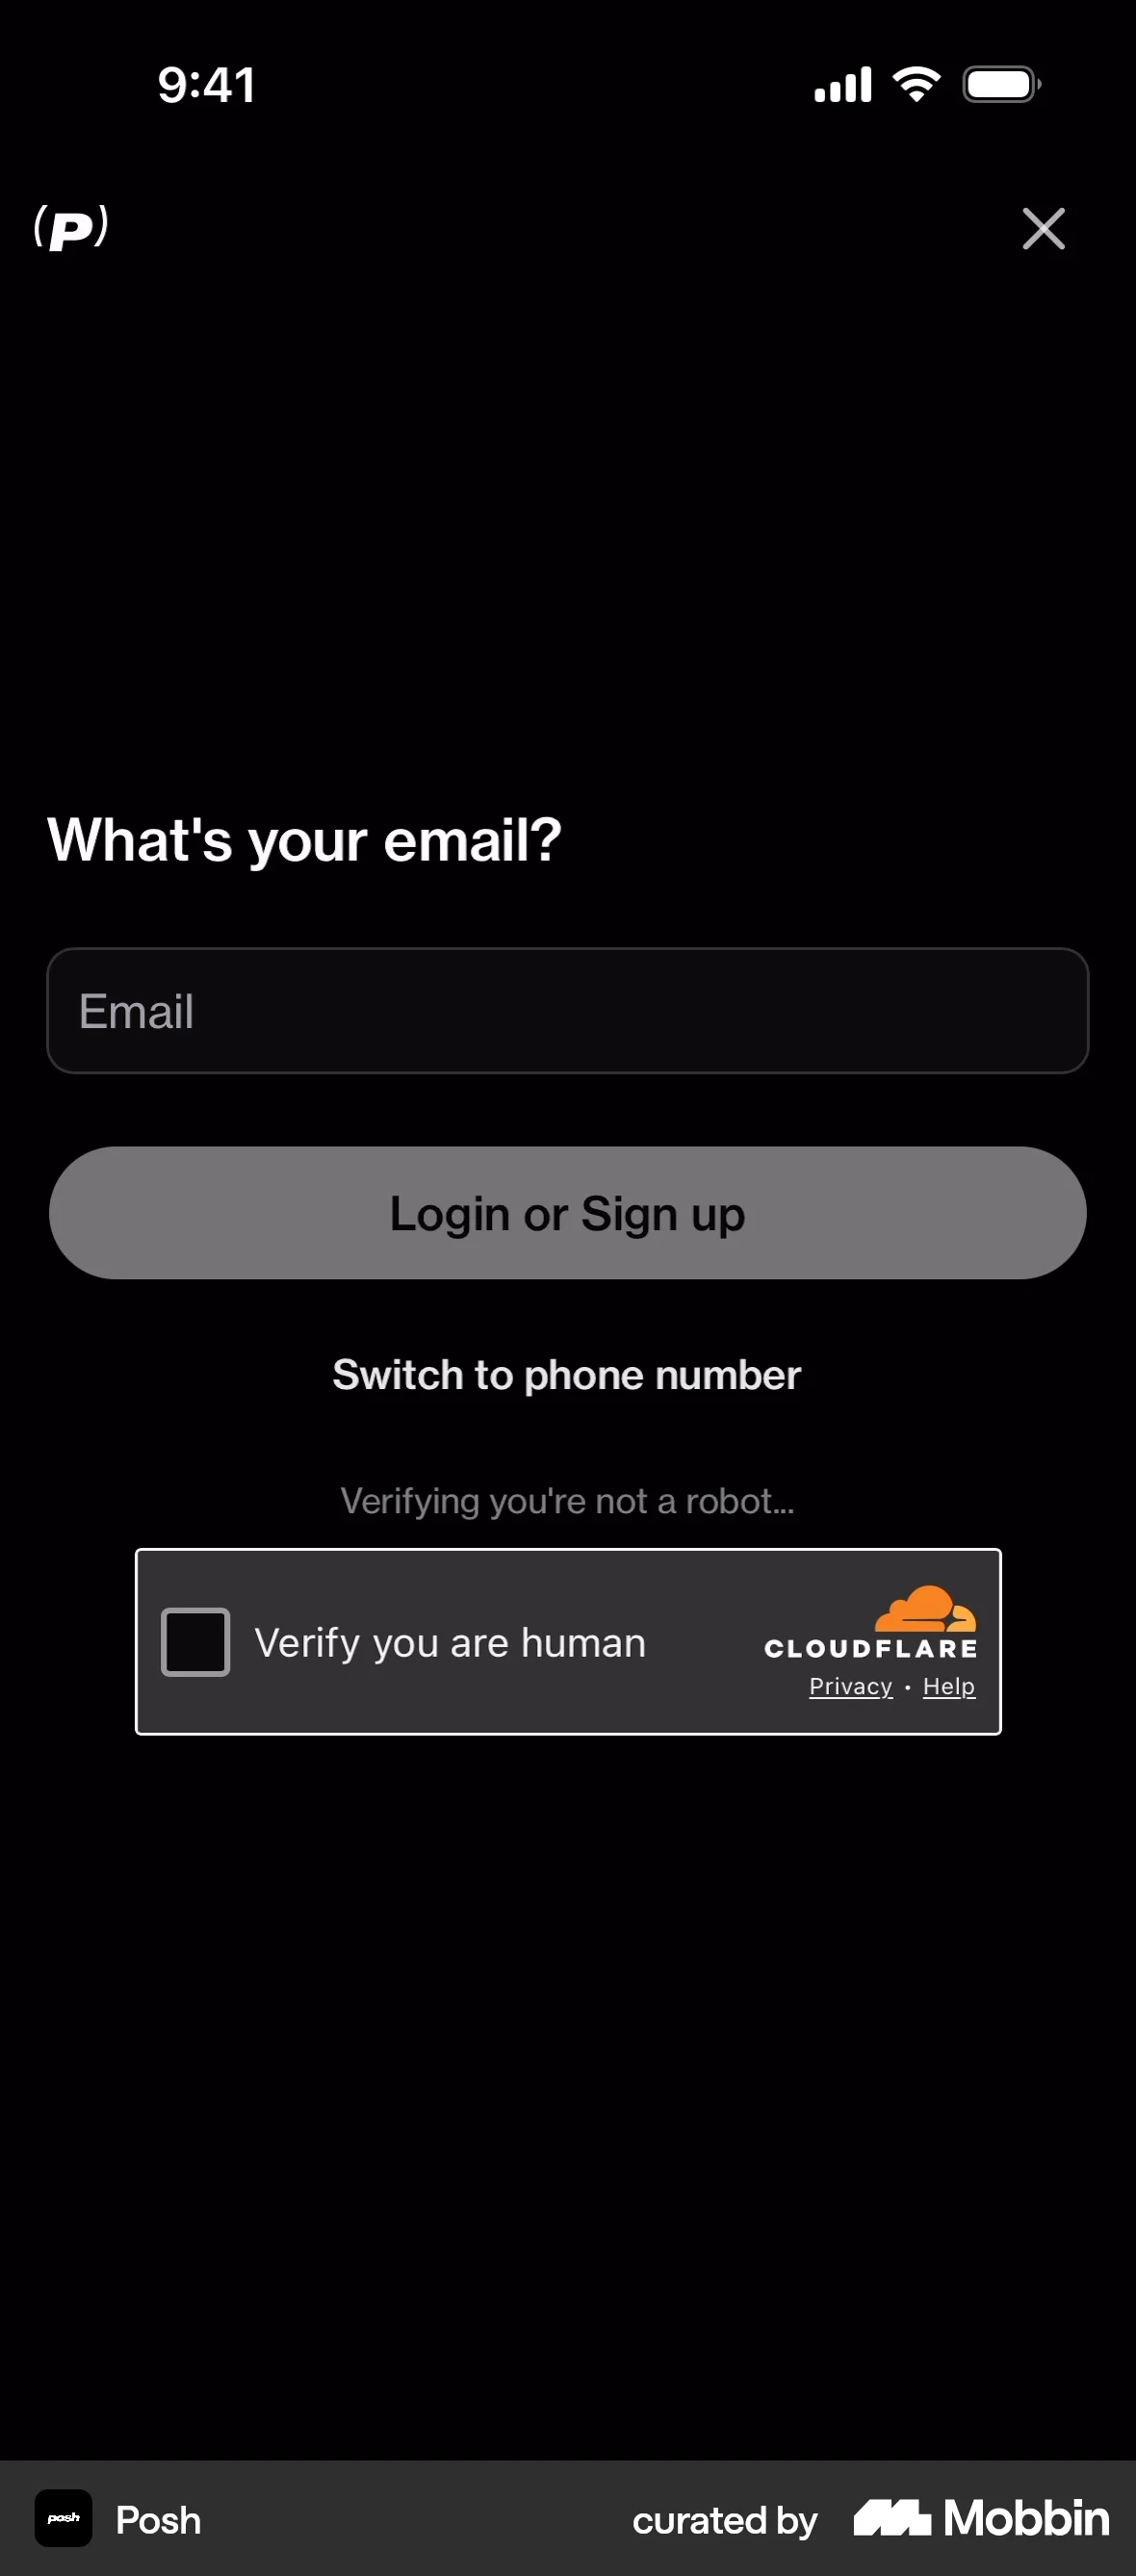 9:41
(P)
What's your email?
Email
Login or Sign up
Switch to phone number
Verifying you're not a robot...
Verify you are human
CLOUDFLARE
Privacy • Help
posh
Posh
curated by
Mobbin